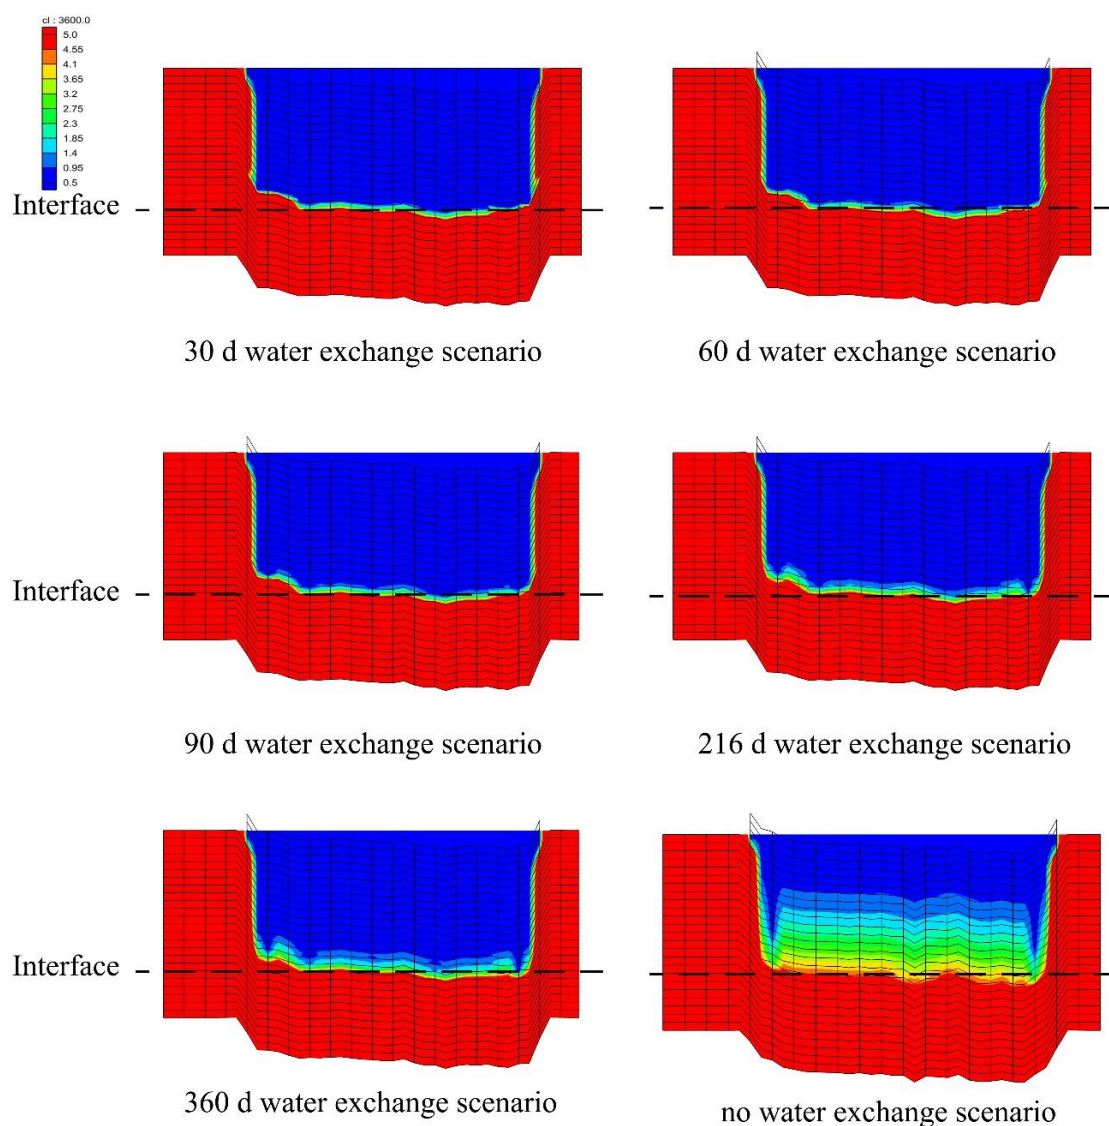 cl : 3600.0
5.0
4.55
4.1
3.65
3.2
2.75
2.3
1.85
1.4
0.95
0.5
Interface
30 d water exchange scenario
60 d water exchange scenario
Interface
90 d water exchange scenario
216 d water exchange scenario
Interface
360 d water exchange scenario
no water exchange scenario